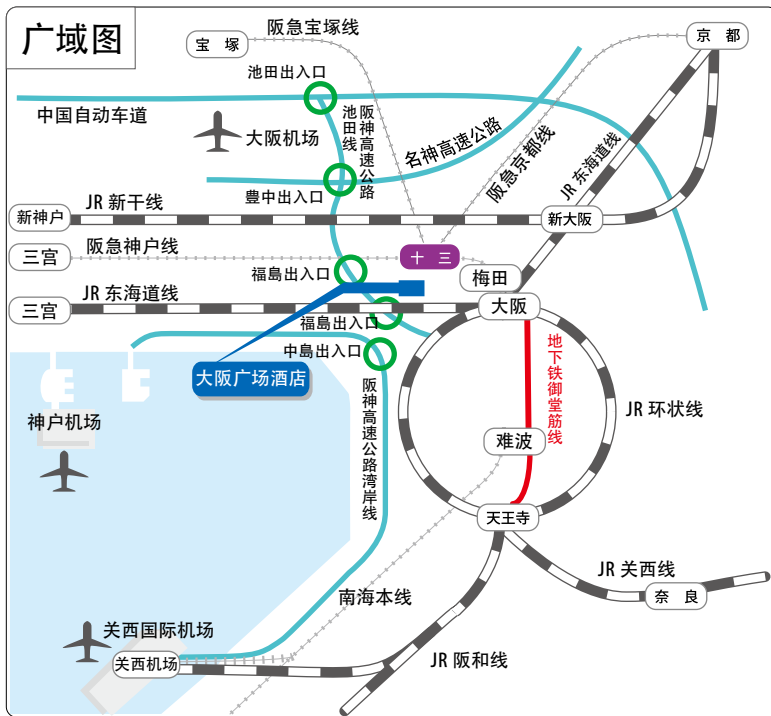 广域图
宝 塚
阪急宝塚线
京 都
池田出入口
中国自动车道
大阪机场
阪神高速公路
池田线
名神高速公路
阪急京都线
JR 东海道线
豊中出入口
新神户
JR 新干线
新大阪
三宫
阪急神户线
十 三
梅田
福島出入口
三宫
JR 东海道线
大阪
福島出入口
中島出入口
大阪广场酒店
地下铁御堂筋线
阪神高速公路湾岸线
JR 环状线
神户机场
难波
天王寺
JR 关西线
奈 良
南海本线
关西国际机场
关西机场
JR 阪和线